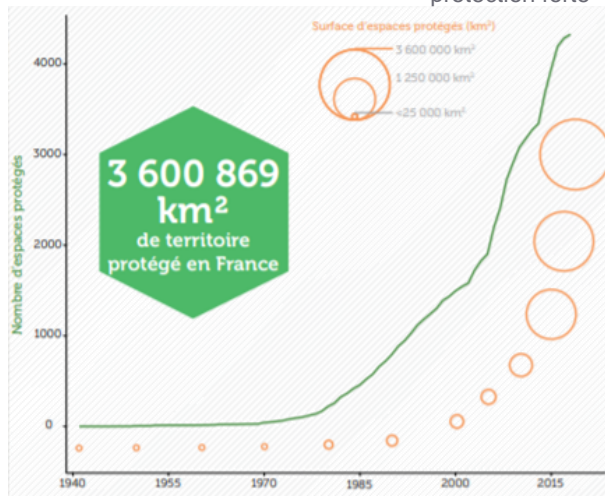 protection forte
Surface d'espaces protégés (km²)
3 600 000 km²
1 250 000 km²
<25 000 km²
Nombre d'espaces protégés
4000
3000
2000
1000
0
3 600 869
km²
de territoire
protégé en France
1940
1955
1970
1985
2000
2015